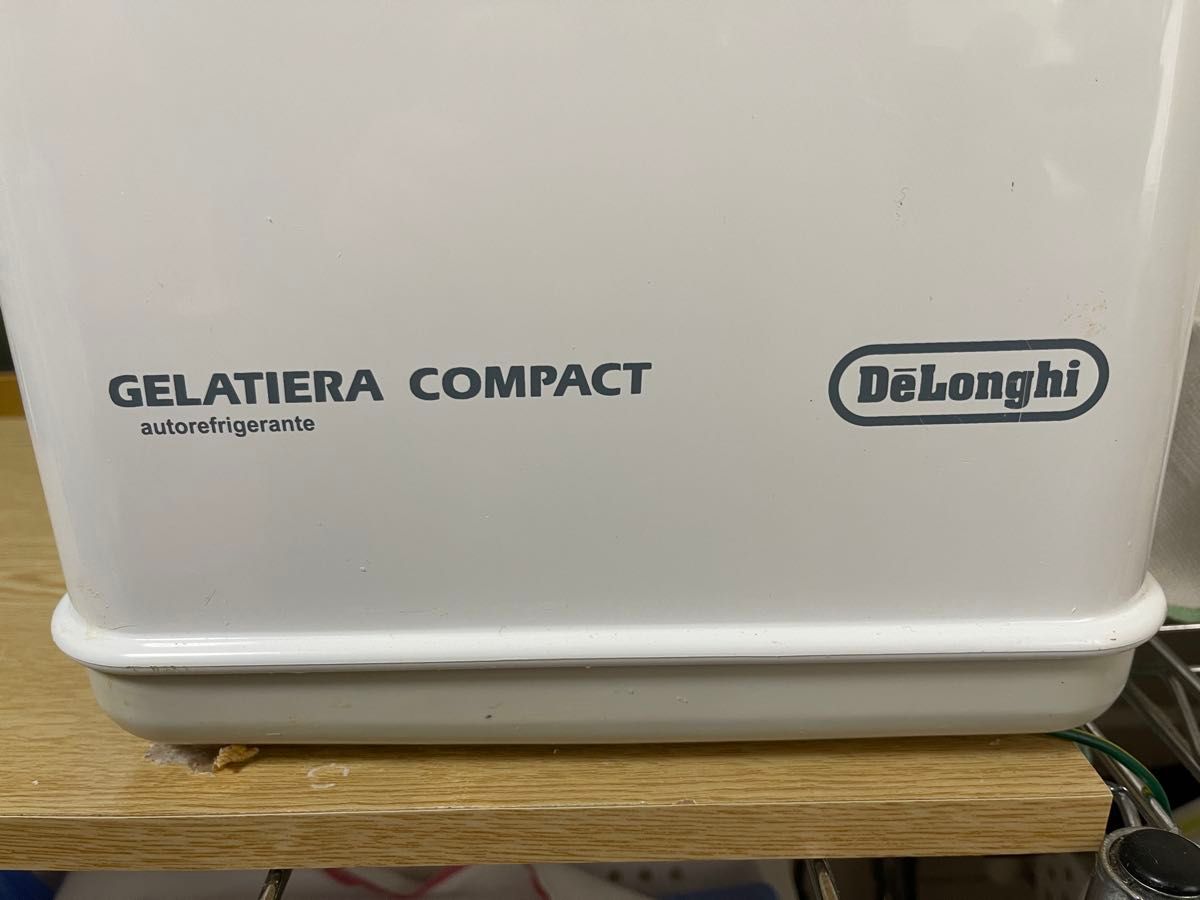 GELATIERA COMPACT
autorefrigerante
DēLonghi